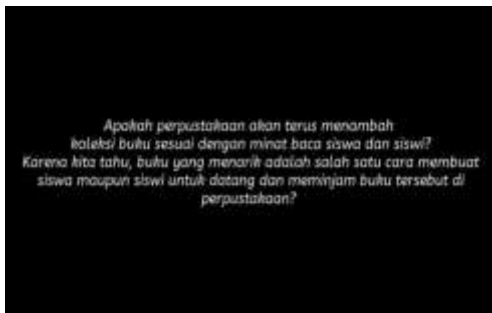 Apakah perpustakaan akan terus menambah
koleksi buku sesuai dengan minat baca siswa dan siswi?
Karena kita tahu, buku yang menarik adalah salah satu cara membuat
siswa maupun siswi untuk datang dan meminjam buku tersebut di
perpustakaan?